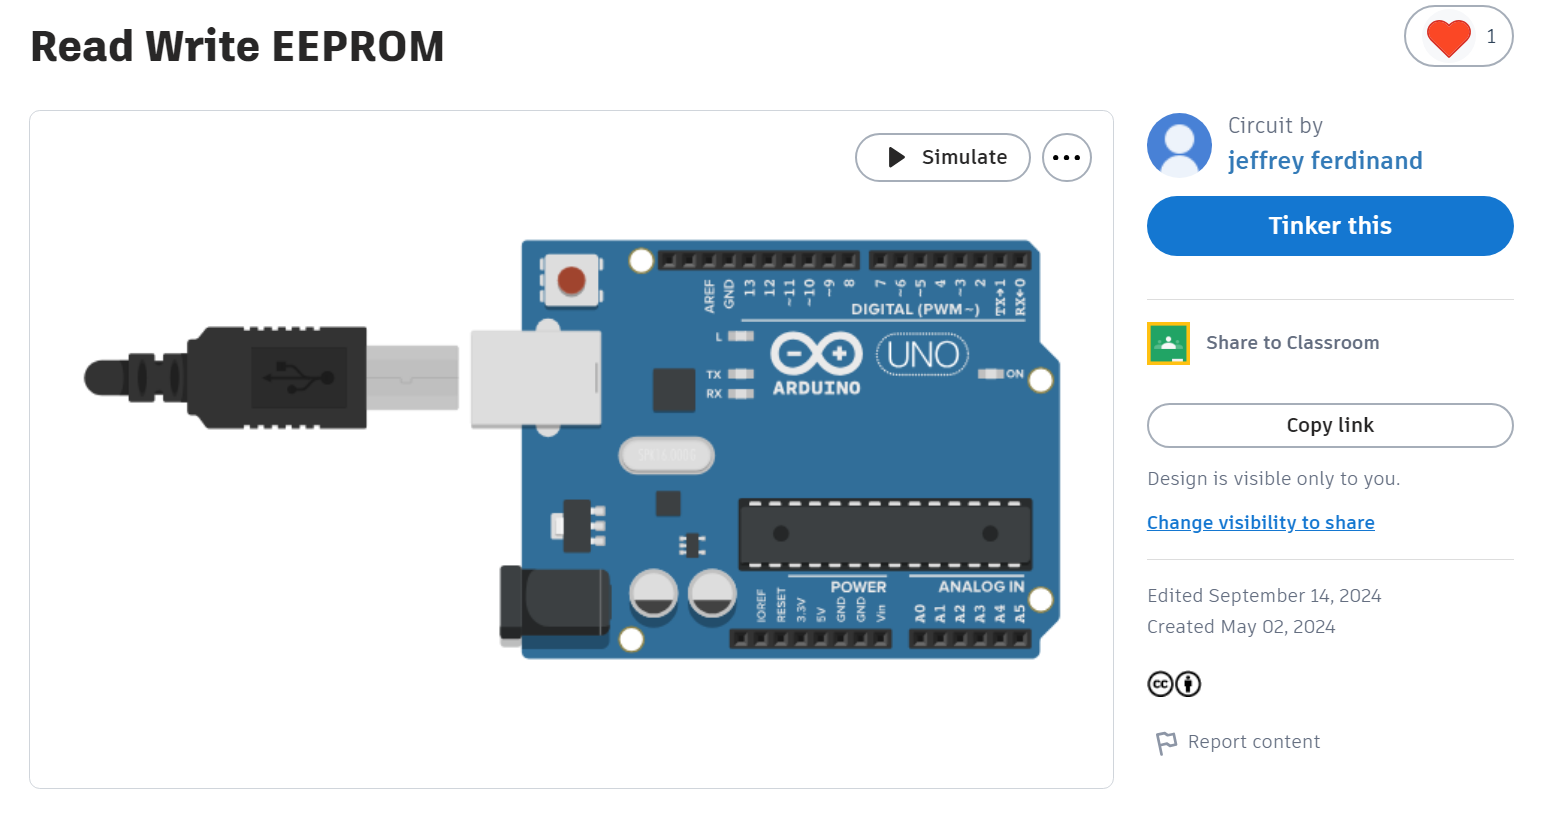 Read Write EEPROM
1
Simulate
Circuit by
jeffrey ferdinand
Tinker this
Share to Classroom
Copy link
Design is visible only to you.
Change visibility to share
Edited September 14, 2024
Created May 02, 2024
cc
Report content
AREF
GND
13
12
~11
~10
~9
8
7
~6
~5
4
~3
2
TX→1
RX←0
DIGITAL (PWM~)
L
TX
RX
ARDUINO
UNO
ON
POWER
ANALOG IN
IOREF
RESET
3.3V
5V
GND
GND
Vin
A0
A1
A2
A3
A4
A5